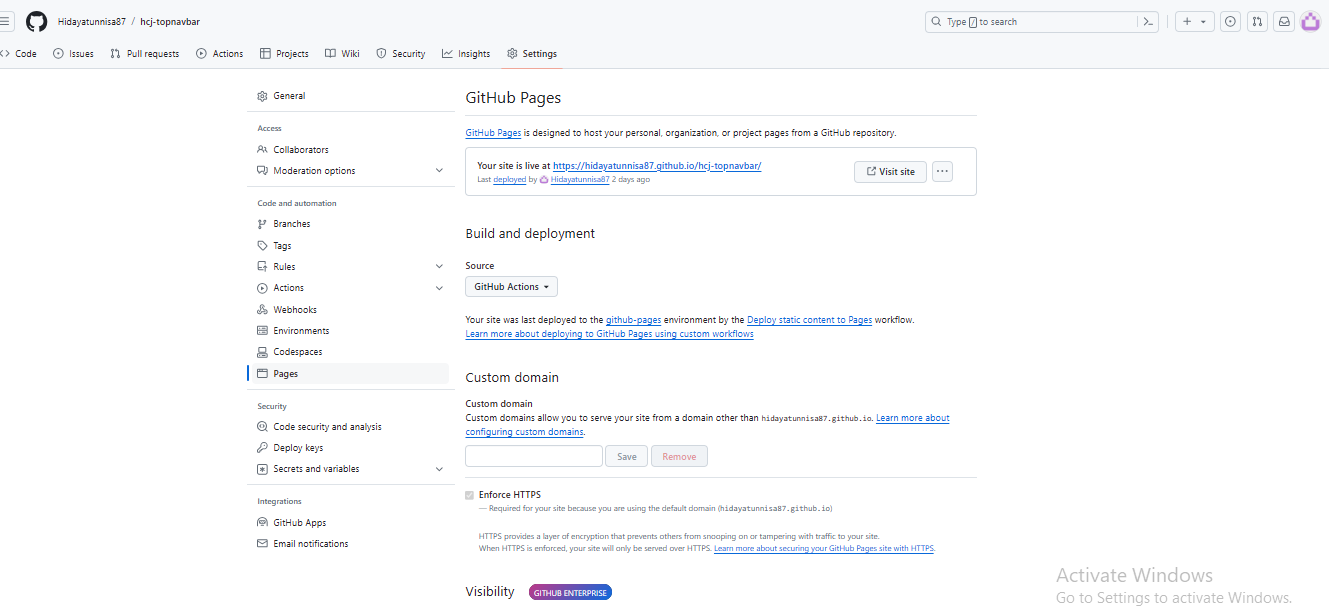 Hidayatunnisa87 / hcj-topnavbar
Type / to search
Code Issues Pull requests Actions Projects Wiki Security Insights Settings
General
Access
Collaborators
Moderation options
Code and automation
Branches
Tags
Rules
Actions
Webhooks
Environments
Codespaces
Pages
Security
Code security and analysis
Deploy keys
Secrets and variables
Integrations
GitHub Apps
Email notifications
GitHub Pages
GitHub Pages is designed to host your personal, organization, or project pages from a GitHub repository.
Your site is live at https://hidayatunnisa87.github.io/hcj-topnavbar/
Last deployed by Hidayatunnisa87 2 days ago
Visit site
Build and deployment
Source
GitHub Actions
Your site was last deployed to the github-pages environment by the Deploy static content to Pages workflow.
Learn more about deploying to GitHub Pages using custom workflows
Custom domain
Custom domain
Custom domains allow you to serve your site from a domain other than hidayatunnisa87.github.io. Learn more about
configuring custom domains.
Save Remove
Enforce HTTPS
— Required for your site because you are using the default domain (hidayatunnisa87.github.io)
HTTPS provides a layer of encryption that prevents others from snooping on or tampering with traffic to your site.
When HTTPS is enforced, your site will only be served over HTTPS. Learn more about securing your GitHub Pages site with HTTPS.
Visibility GITHUB ENTERPRISE
Activate Windows
Go to Settings to activate Windows.